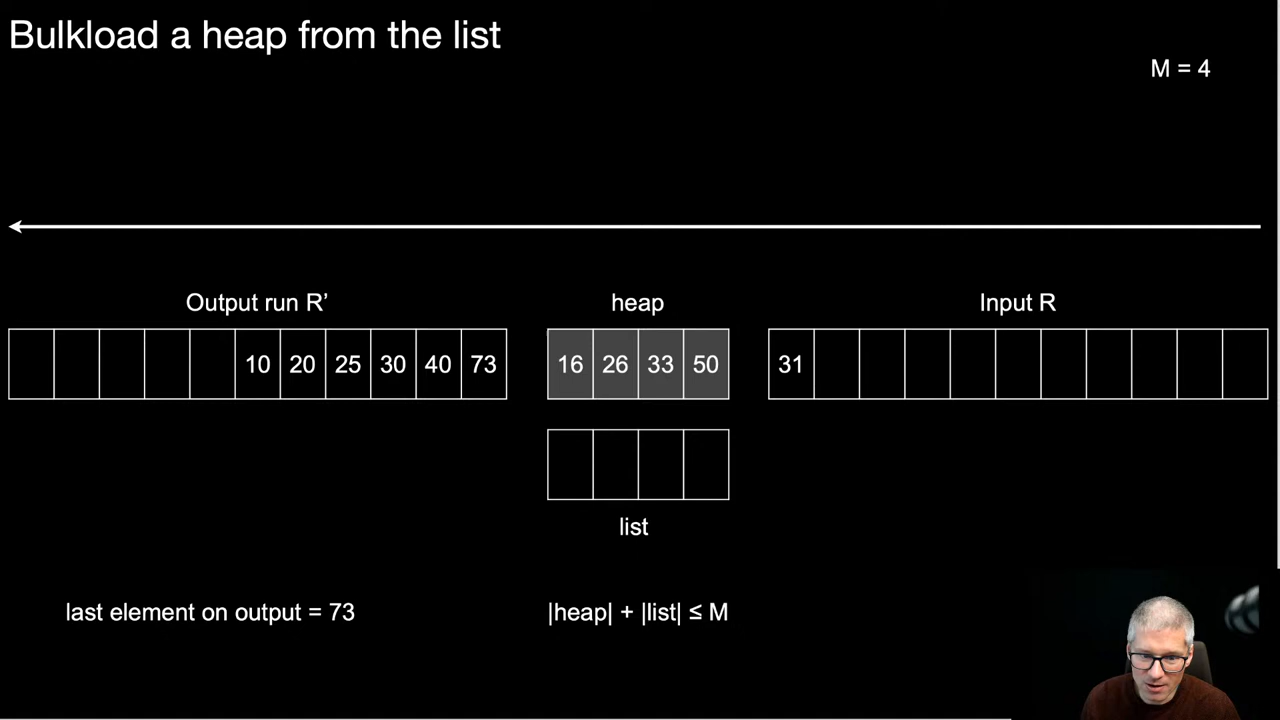 Bulkload a heap from the list
M = 4
Output run R’
heap
Input R
10 20 25 30 40 73
16 26 33 50
31
list
last element on output = 73
|heap| + |list| ≤ M